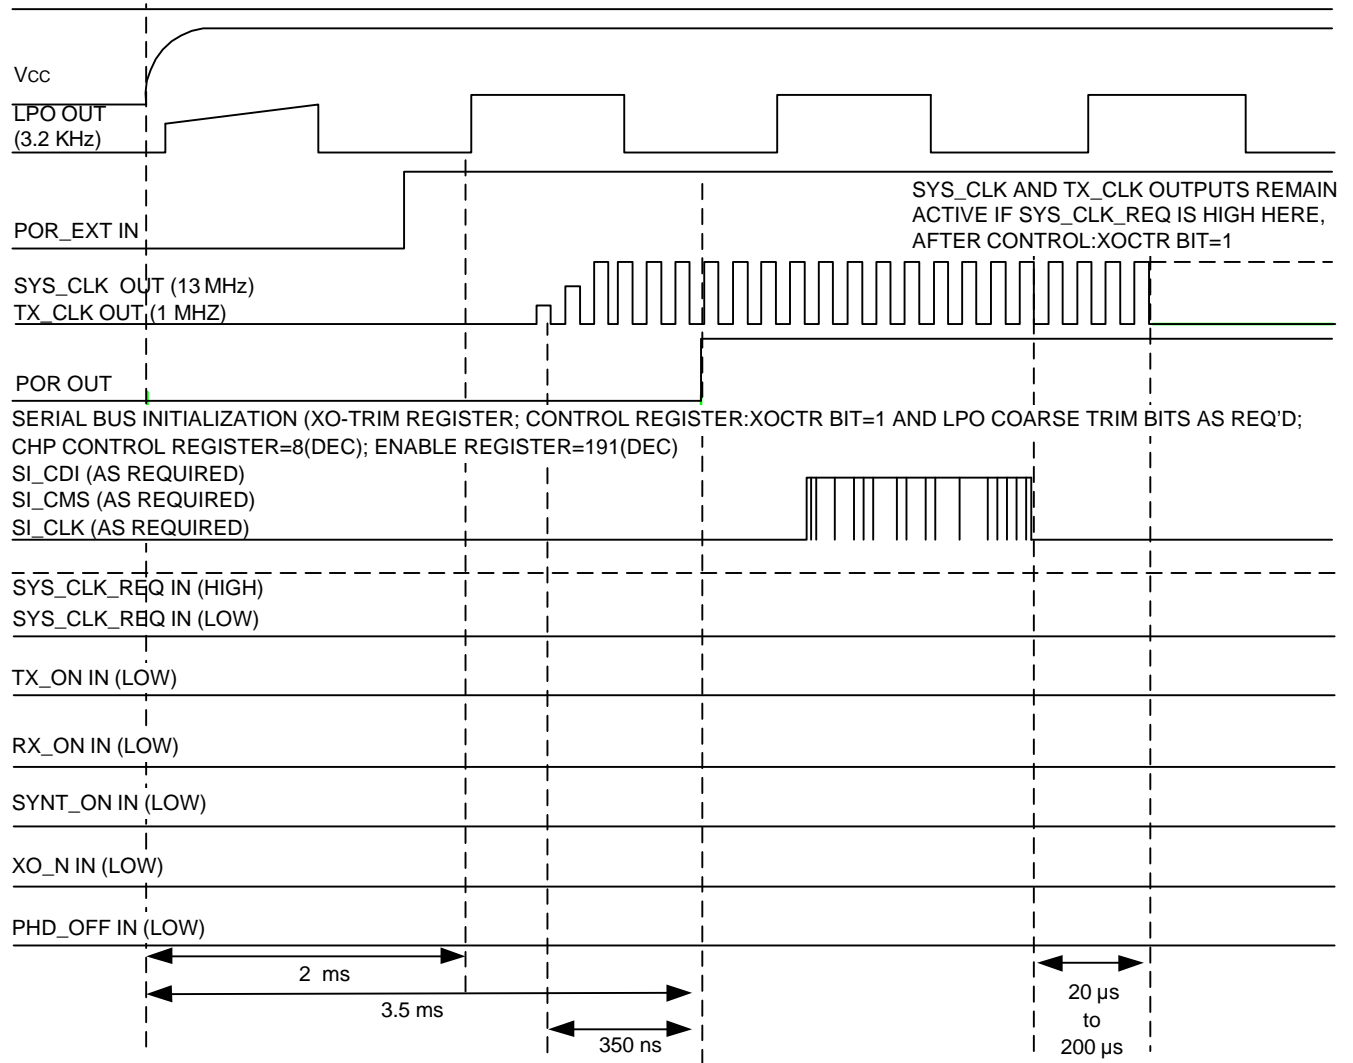 VCC
LPO OUT
(3.2 KHz)
SYS_CLK AND TX_CLK OUTPUTS REMAIN
ACTIVE IF SYS_CLK_REQ IS HIGH HERE,
AFTER CONTROL:XOCTR BIT=1
POR_EXT IN
SYS_CLK OUT (13 MHz)
TX_CLK OUT (1 MHZ)
POR OUT
SERIAL BUS INITIALIZATION (XO-TRIM REGISTER; CONTROL REGISTER:XOCTR BIT=1 AND LPO COARSE TRIM BITS AS REQ'D;
CHP CONTROL REGISTER=8(DEC); ENABLE REGISTER=191(DEC)
SI_CDI (AS REQUIRED)
SI_CMS (AS REQUIRED)
SI_CLK (AS REQUIRED)
SYS_CLK_REQ IN (HIGH)
SYS_CLK_REQ IN (LOW)
TX_ON IN (LOW)
RX_ON IN (LOW)
SYNT_ON IN (LOW)
XO_N IN (LOW)
PHD_OFF IN (LOW)
2 ms
3.5 ms
350 ns
20 µs
to
200 µs